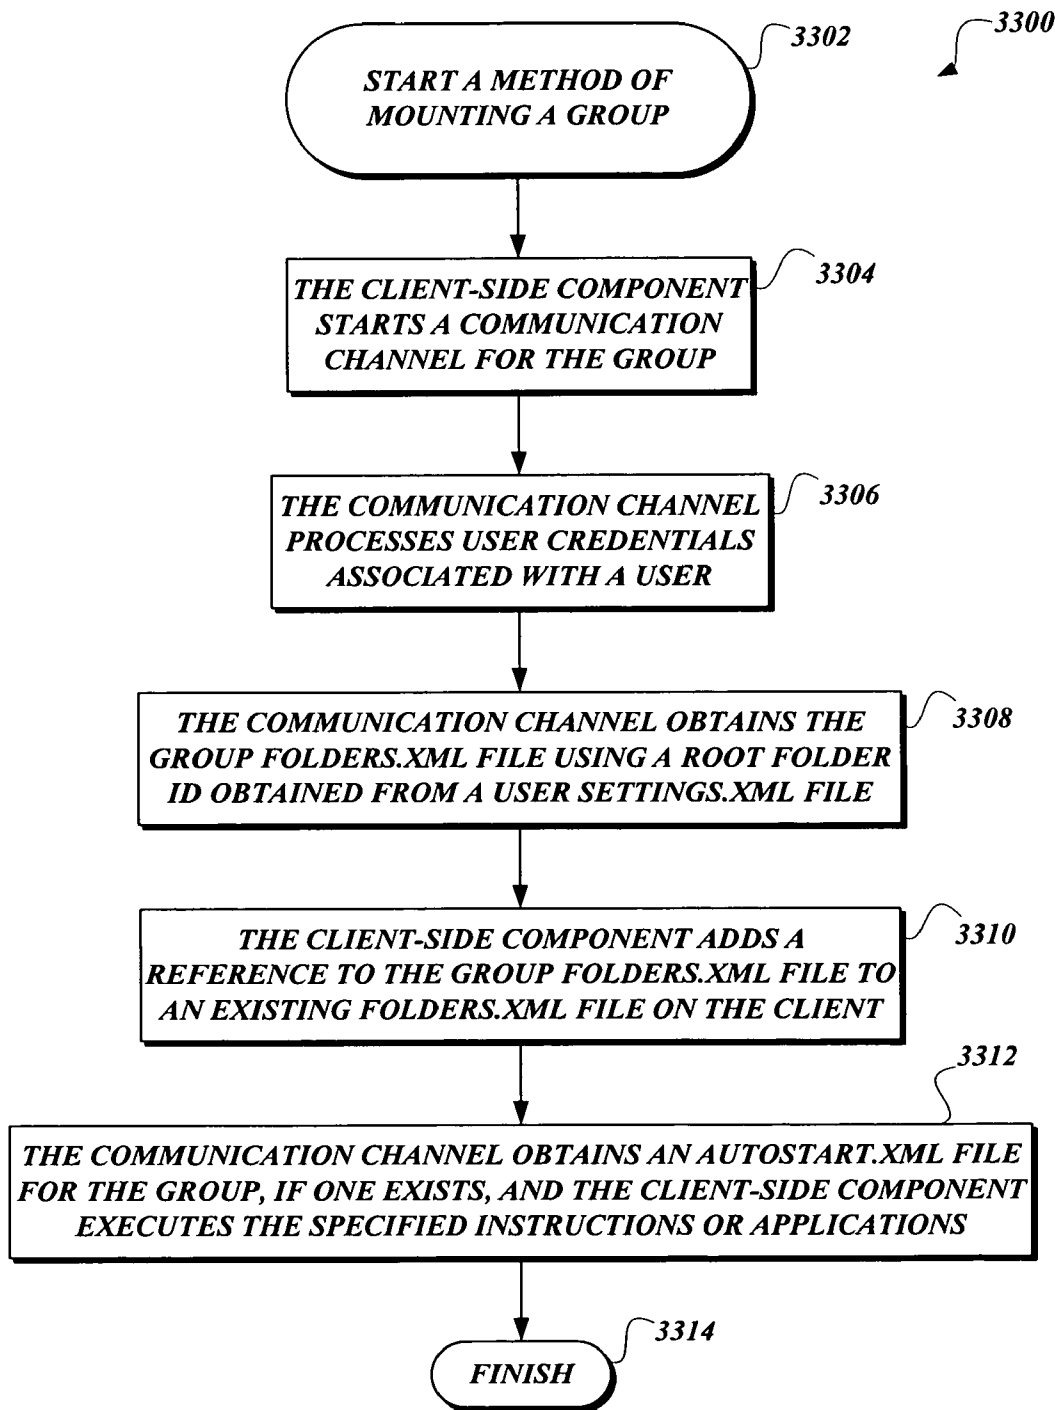 3300
3302
START A METHOD OF
MOUNTING A GROUP
3304
THE CLIENT-SIDE COMPONENT
STARTS A COMMUNICATION
CHANNEL FOR THE GROUP
3306
THE COMMUNICATION CHANNEL
PROCESSES USER CREDENTIALS
ASSOCIATED WITH A USER
3308
THE COMMUNICATION CHANNEL OBTAINS THE
GROUP FOLDERS.XML FILE USING A ROOT FOLDER
ID OBTAINED FROM A USER SETTINGS.XML FILE
3310
THE CLIENT-SIDE COMPONENT ADDS A
REFERENCE TO THE GROUP FOLDERS.XML FILE TO
AN EXISTING FOLDERS.XML FILE ON THE CLIENT
3312
THE COMMUNICATION CHANNEL OBTAINS AN AUTOSTART.XML FILE
FOR THE GROUP, IF ONE EXISTS, AND THE CLIENT-SIDE COMPONENT
EXECUTES THE SPECIFIED INSTRUCTIONS OR APPLICATIONS
3314
FINISH